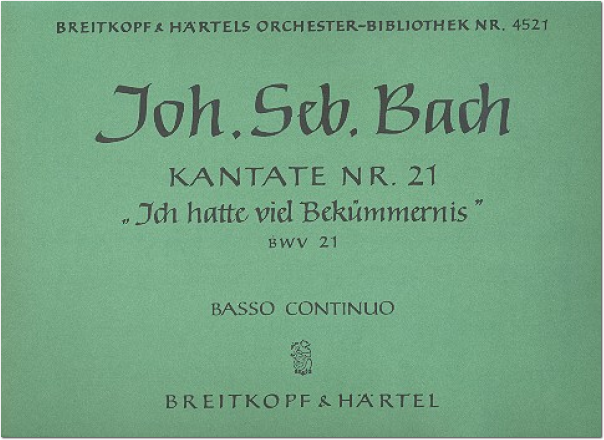 BREITKOPF & HÄRTELS ORCHESTER-BIBLIOTHEK NR. 4521
Joh. Seb. Bach
KANTATE NR. 21
„Ich hatte viel Bekümmernis”
BWV 21
BASSO CONTINUO
BREITKOPF & HÄRTEL